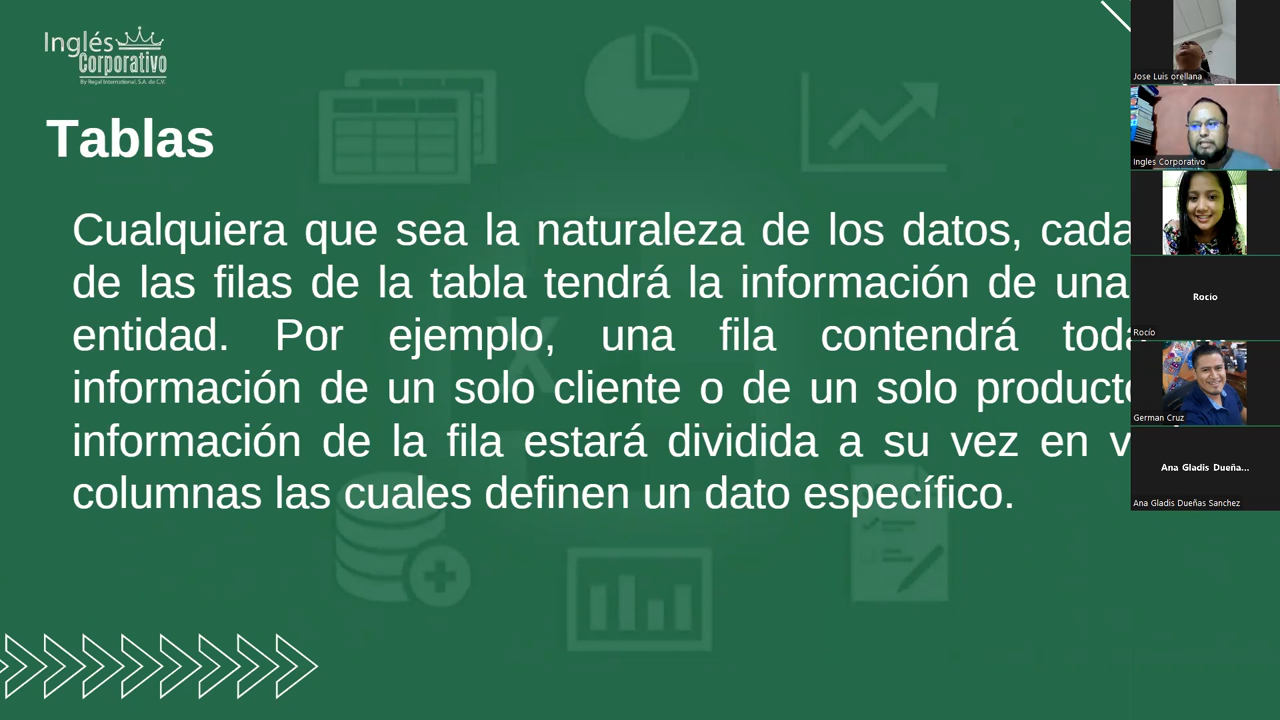 Inglés
Corporativo
By Regal International, S.A. de C.V.
Tablas
Cualquiera que sea la naturaleza de los datos, cada
de las filas de la tabla tendrá la información de una
entidad. Por ejemplo, una fila contendrá toda
información de un solo cliente o de un solo producto
información de la fila estará dividida a su vez en v
columnas las cuales definen un dato específico.
Jose Luis orellana
Ingles Corporativo
Rocio
Rocío
German Cruz
Ana Gladis Dueña...
Ana Gladis Dueñas Sanchez